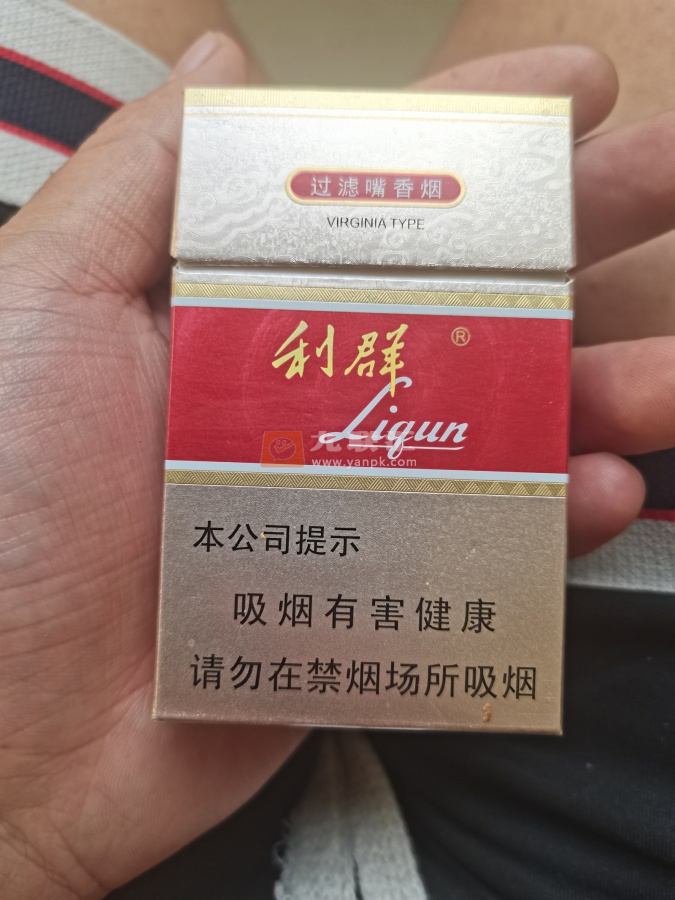 过滤嘴香烟
VIRGINIA TYPE
利群 ®
Liqun
www.yanpk.com
本公司提示
吸烟有害健康
请勿在禁烟场所吸烟